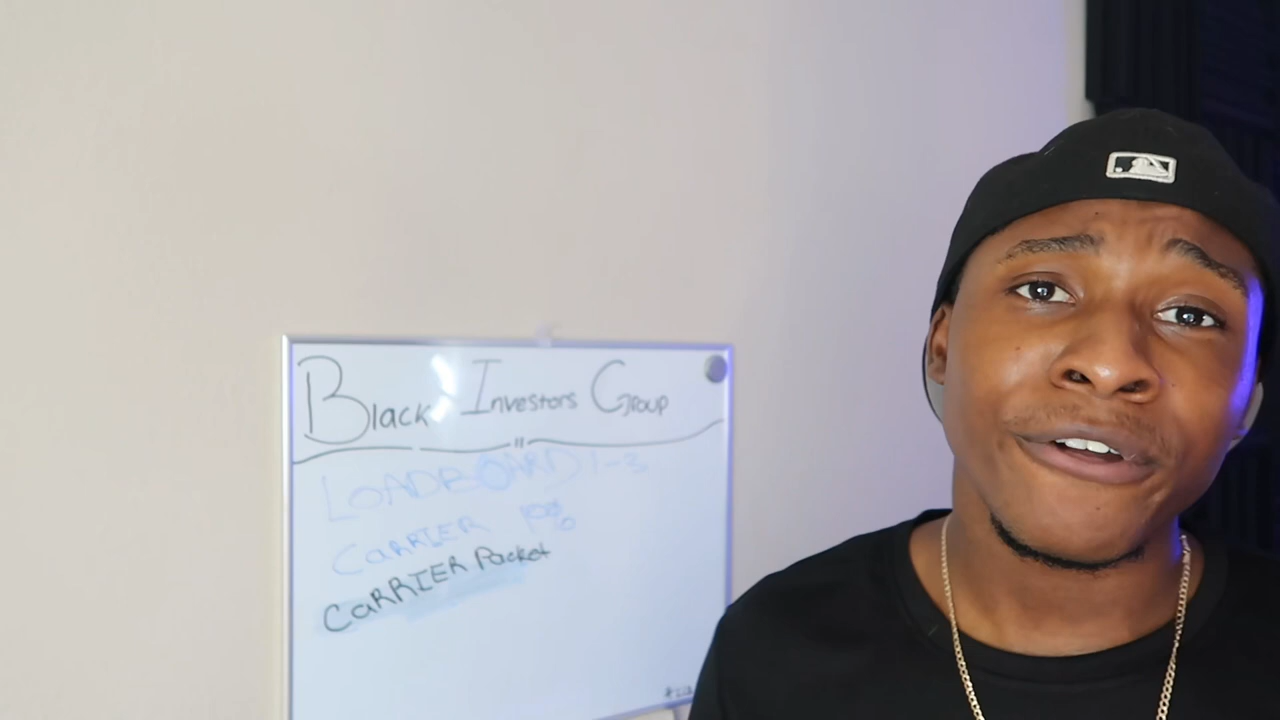 Black Investors Group
LOADBOARD 1-3
CARRIER 10%
CARRIER Packet